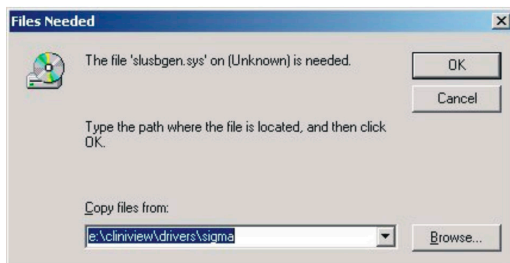 Files Needed
The file 'slusbgen.sys' on (Unknown) is needed.
OK
Cancel
Type the path where the file is located, and then click
OK.
Copy files from:
e:\cliniview\drivers\sigma
Browse...